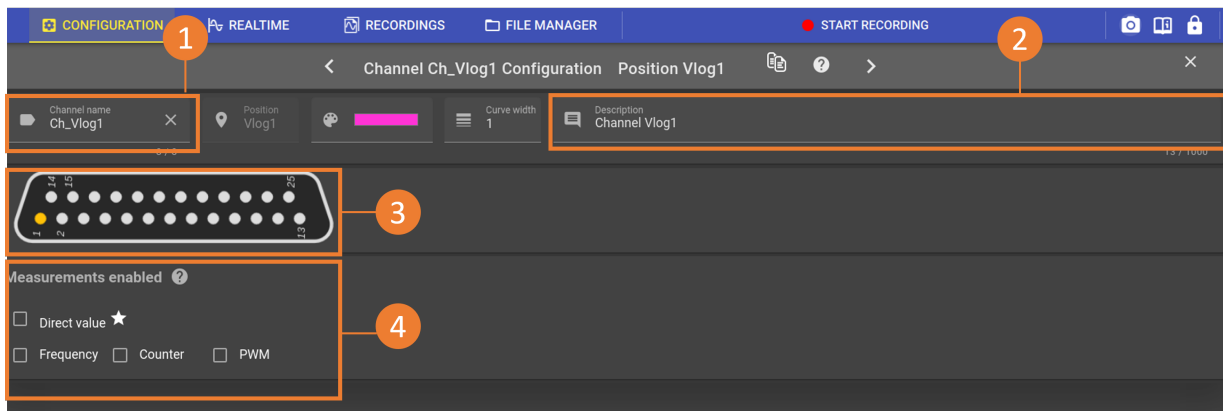 CONFIGURATION REALTIME RECORDINGS FILE MANAGER START RECORDING
1 2
Channel Ch_Vlog1 Configuration Position Vlog1
Channel name Position Curve width Description
Ch_Vlog1 Vlog1 1 Channel Vlog1
13 / 1000
14 15 25
3
1 2 13
Measurements enabled
Direct value
4
Frequency Counter PWM